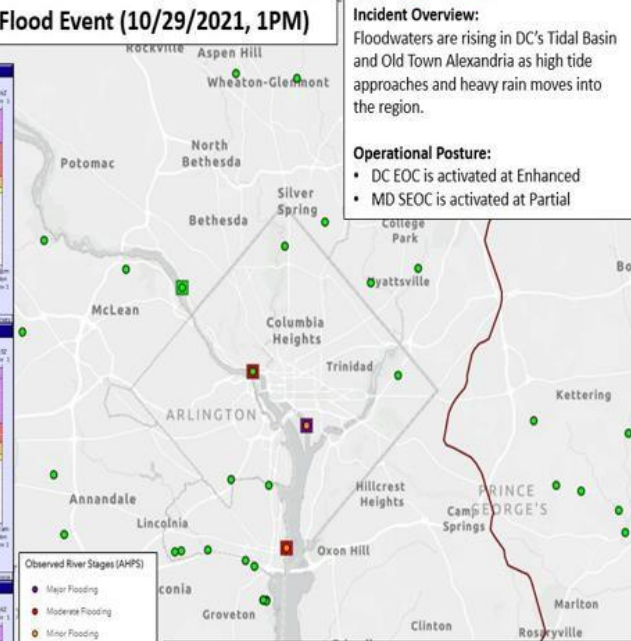 Flood Event (10/29/2021, 1PM)
Incident Overview:
Floodwaters are rising in DC's Tidal Basin
and Old Town Alexandria as high tide
approaches and heavy rain moves into
the region.
Operational Posture:
• DC EOC is activated at Enhanced
• MD SEOC is activated at Partial
Rockville
Aspen Hill
Wheaton-Glenmont
North
Bethesda
Potomac
Silver
Spring
Bethesda
College
Park
Hyattsville
Bo
McLean
Columbia
Heights
Trinidad
Kettering
ARLINGTON
Hillcrest
Heights
PRINCE
GEORGE'S
Annandale
Camp
Springs
Lincolnia
Oxon Hill
Observed River Stages (AHPS)
Major Flooding
Moderate Flooding
Minor Flooding
conia
Groveton
Clinton
Marlton
Rosaryville